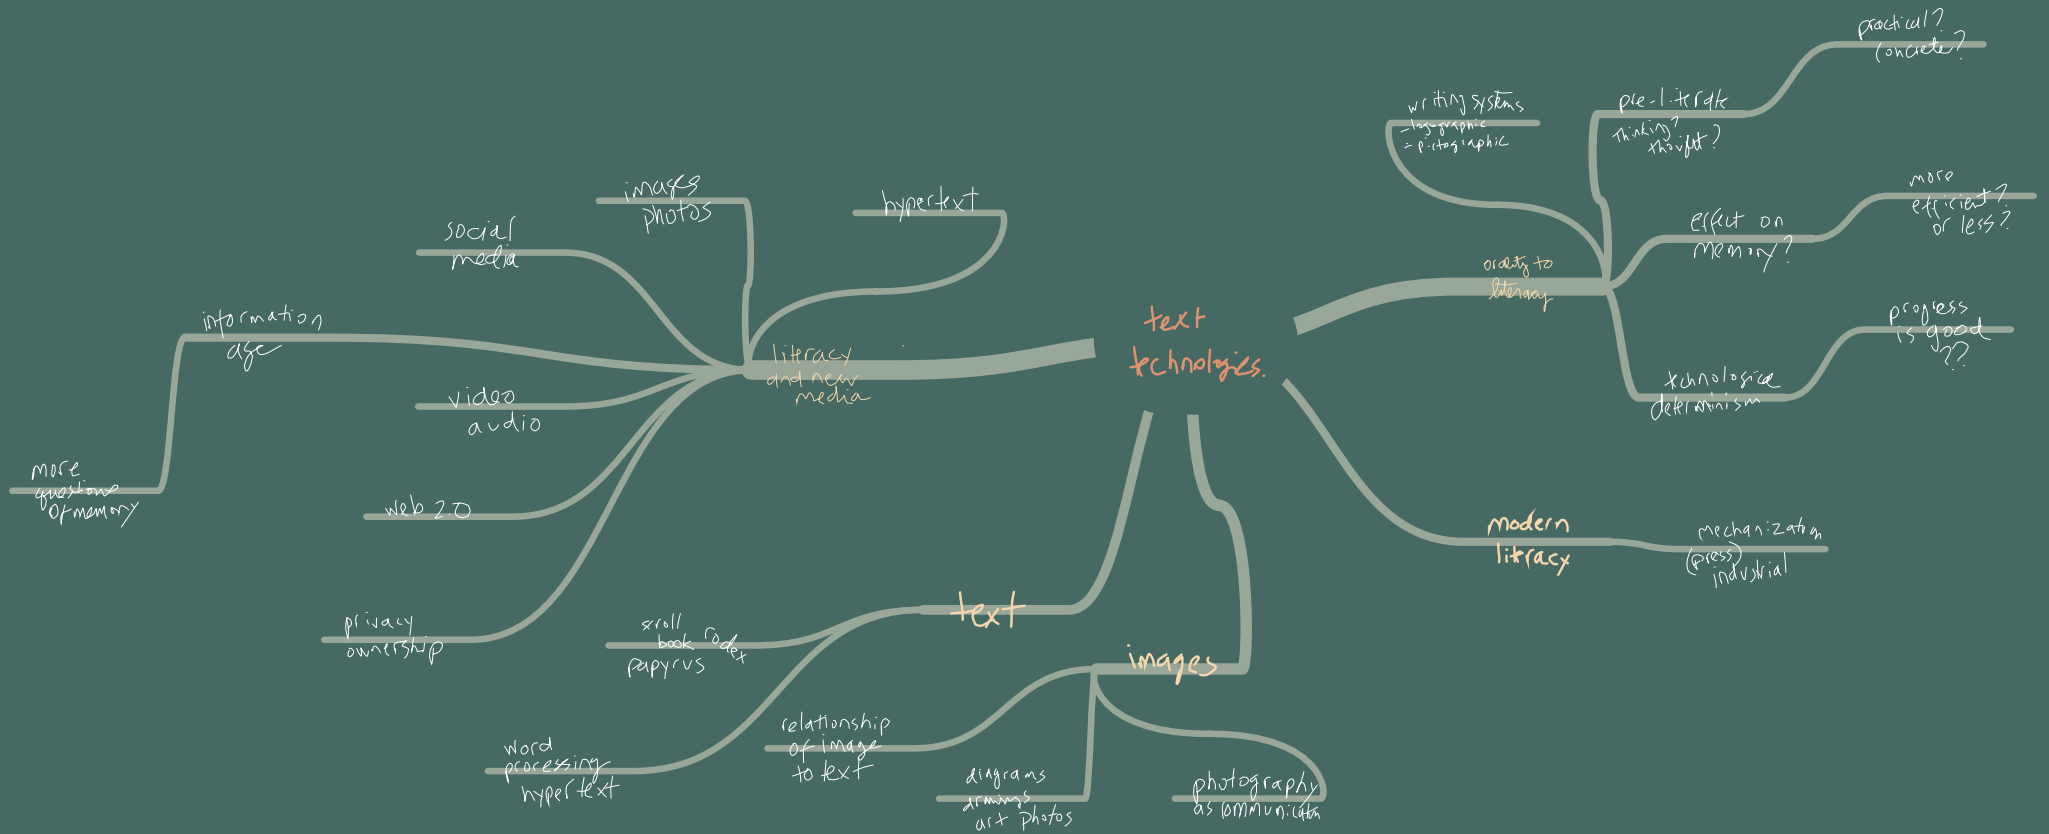 text
technologies.
orality to
literacy
writing systems
- logographic
- pictographic
pre-literate
thinking?
thought?
practical?
concrete?
effect on
memory?
more
efficient?
or less?
technological
determinism
progress
is good
??
modern
literacy
mechanization
(press)
industrial
images
relationship
of image
to text
diagrams
drawings
art photos
photography
as communication
text
scroll
book codex
papyrus
word
processing
hypertext
literacy
and new
media
hypertext
images
photos
social
media
information
age
more
questions
of memory
video
audio
web 2.0
privacy
ownership